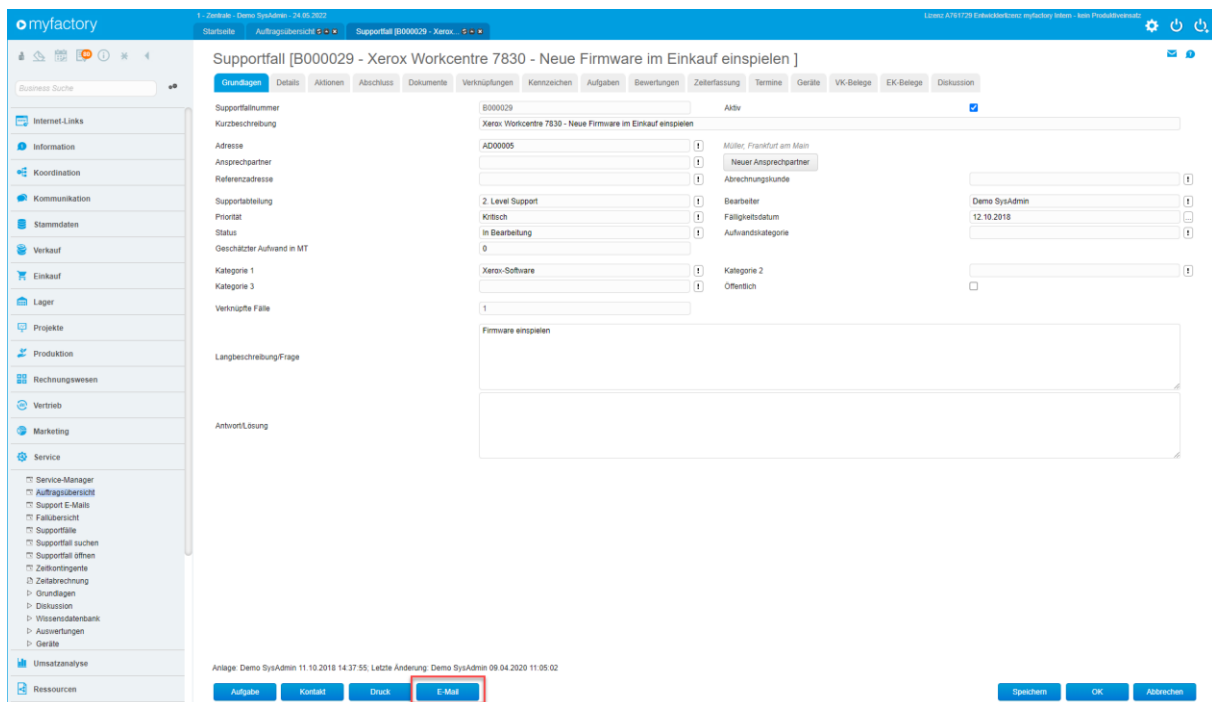 myfactory
1 - Zentrale - Demo SysAdmin - 24.05.2022
Lizenz A761729 Entwicklerlizenz myfactory Intern - kein Produktiveinsatz
Startseite Auftragsübersicht Supportfall [B000029 - Xerox...
Business Suche
Internet-Links
Information
Koordination
Kommunikation
Stammdaten
Verkauf
Einkauf
Lager
Projekte
Produktion
Rechnungswesen
Vertrieb
Marketing
Service
Service-Manager
Auftragsübersicht
Support E-Mails
Fallübersicht
Supportfälle
Supportfall suchen
Supportfall öffnen
Zeitkontingente
Zeitabrechnung
Grundlagen
Diskussion
Wissensdatenbank
Auswertungen
Geräte
Umsatzanalyse
Ressourcen
Supportfall [B000029 - Xerox Workcentre 7830 - Neue Firmware im Einkauf einspielen ]
Grundlagen Details Aktionen Abschluss Dokumente Verknüpfungen Kennzeichen Aufgaben Bewertungen Zeiterfassung Termine Geräte VK-Belege EK-Belege Diskussion
Supportfallnummer B000029 Aktiv
Kurzbeschreibung Xerox Workcentre 7830 - Neue Firmware im Einkauf einspielen
Adresse AD00005 Müller, Frankfurt am Main
Ansprechpartner Neuer Ansprechpartner
Referenzadresse Abrechnungskunde
Supportabteilung 2. Level Support Bearbeiter Demo SysAdmin
Priorität Kritisch Fälligkeitsdatum 12.10.2018
Status In Bearbeitung Aufwandskategorie
Geschätzter Aufwand in MT 0
Kategorie 1 Xerox-Software Kategorie 2
Kategorie 3 Öffentlich
Verknüpfte Fälle 1
Langbeschreibung/Frage Firmware einspielen
Antwort/Lösung
Anlage: Demo SysAdmin 11.10.2018 14:37:55; Letzte Änderung: Demo SysAdmin 09.04.2020 11:05:02
Aufgabe Kontakt Druck E-Mail Speichern OK Abbrechen